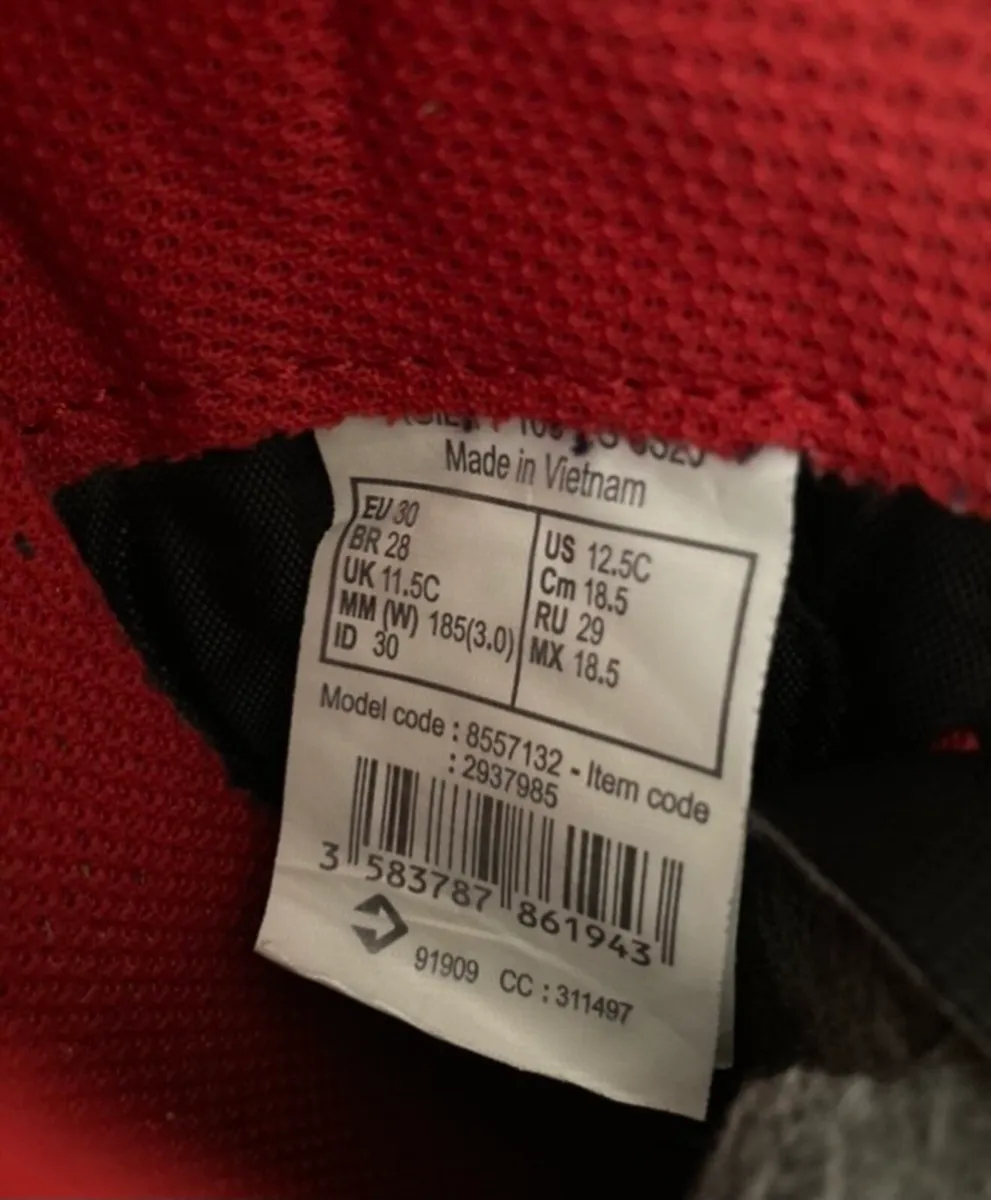 Made in Vietnam
EU 30
BR 28
UK 11.5C
MM (W) 185(3.0)
ID 30
US 12.5C
Cm 18.5
RU 29
MX 18.5
Model code : 8557132 - Item code
: 2937985
3 583787 861943
91909 CC : 311497